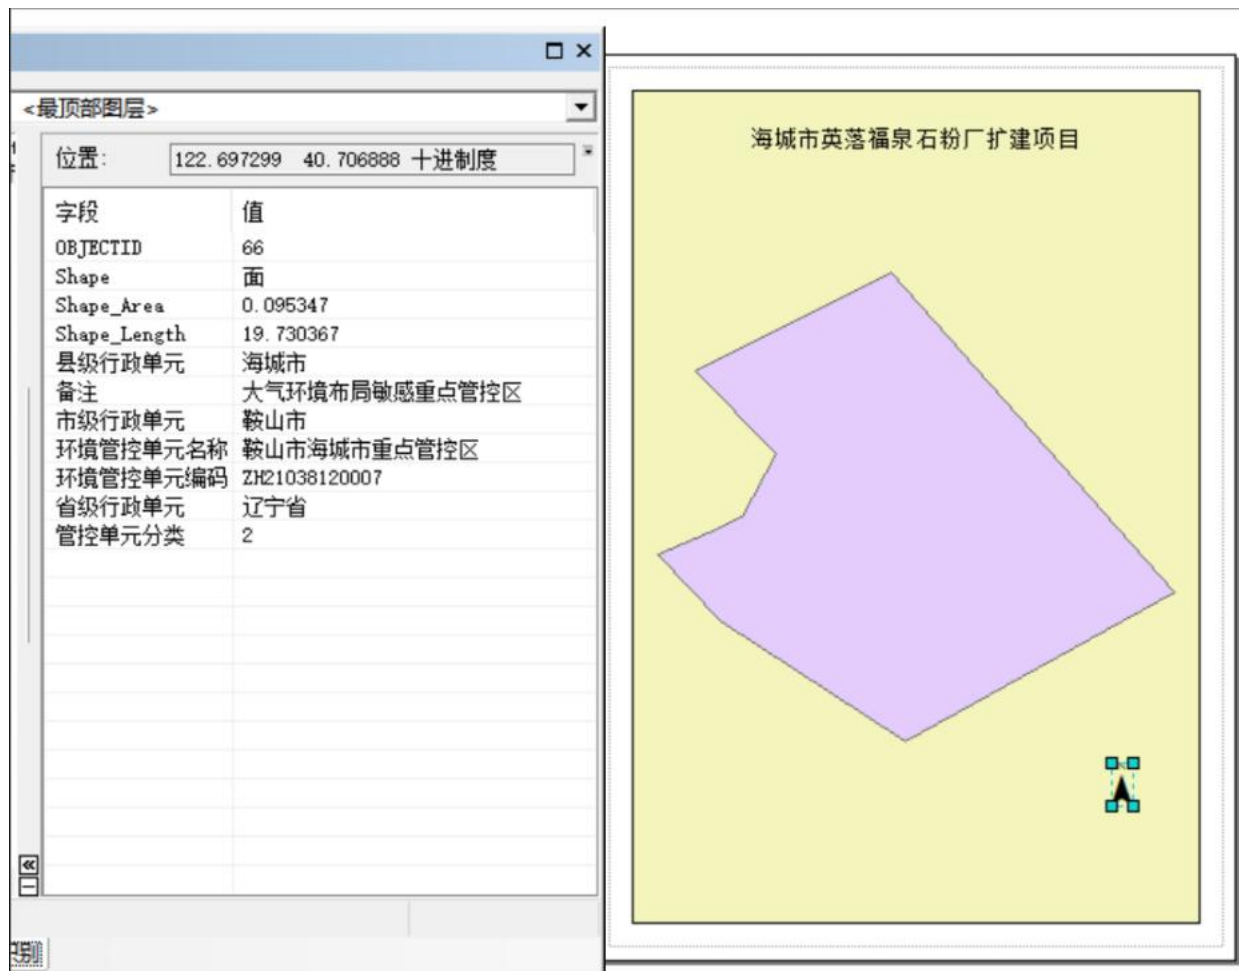 <最顶部图层>
位置: 122.697299 40.706888 十进制度
字段 值
OBJECTID 66
Shape 面
Shape_Area 0.095347
Shape_Length 19.730367
县级行政单元 海城市
备注 大气环境布局敏感重点管控区
市级行政单元 鞍山市
环境管控单元名称 鞍山市海城市重点管控区
环境管控单元编码 ZH21038120007
省级行政单元 辽宁省
管控单元分类 2
海城市英落福泉石粉厂扩建项目